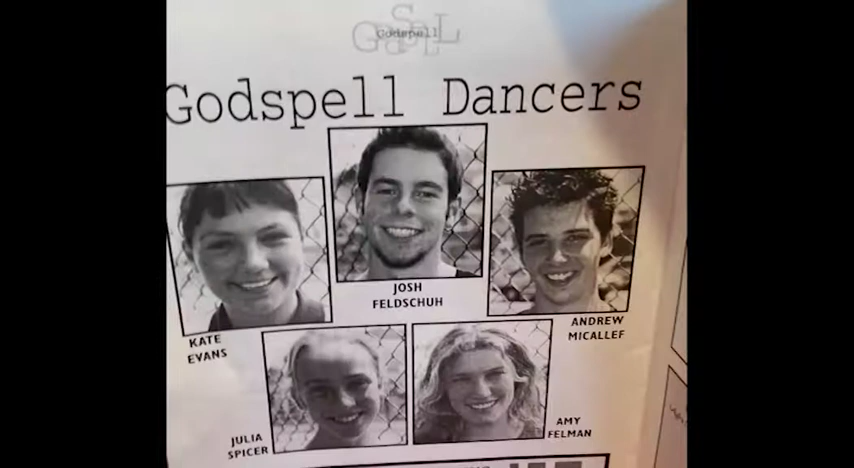 Godspell
Godspell Dancers
KATE
EVANS
JOSH
FELDSCHUH
ANDREW
MICALLEF
JULIA
SPICER
AMY
FELMAN